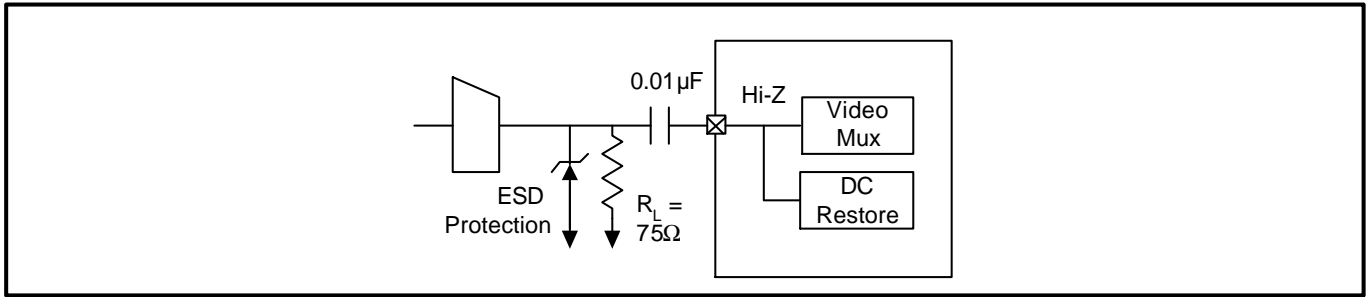 0.01µF
Hi-Z
Video
Mux
DC
Restore
ESD
Protection
R_L =
75Ω